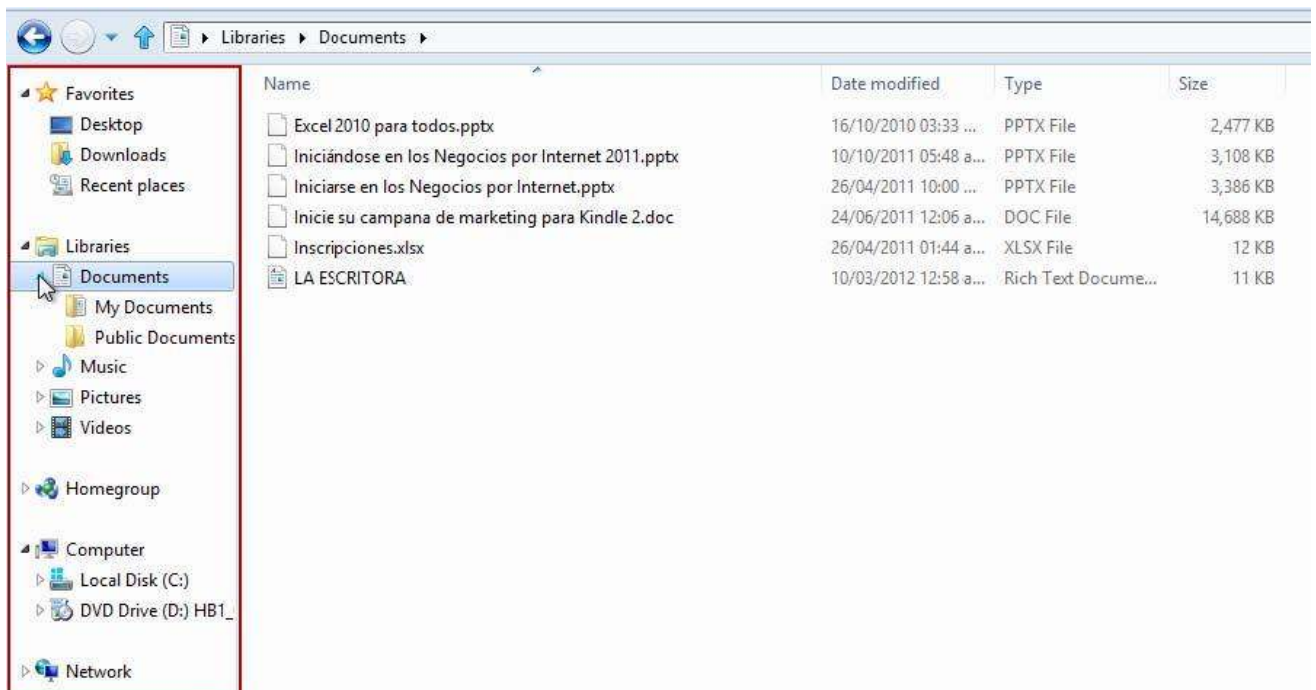 Libraries Documents
Favorites
Desktop
Downloads
Recent places
Libraries
Documents
My Documents
Public Documents
Music
Pictures
Videos
Homegroup
Computer
Local Disk (C:)
DVD Drive (D:) HB1_
Network
Name Date modified Type Size
Excel 2010 para todos.pptx 16/10/2010 03:33 ... PPTX File 2,477 KB
Iniciándose en los Negocios por Internet 2011.pptx 10/10/2011 05:48 a... PPTX File 3,108 KB
Iniciarse en los Negocios por Internet.pptx 26/04/2011 10:00 ... PPTX File 3,386 KB
Inicie su campana de marketing para Kindle 2.doc 24/06/2011 12:06 a... DOC File 14,688 KB
Inscripciones.xlsx 26/04/2011 01:44 a... XLSX File 12 KB
LA ESCRITORA 10/03/2012 12:58 a... Rich Text Docume... 11 KB